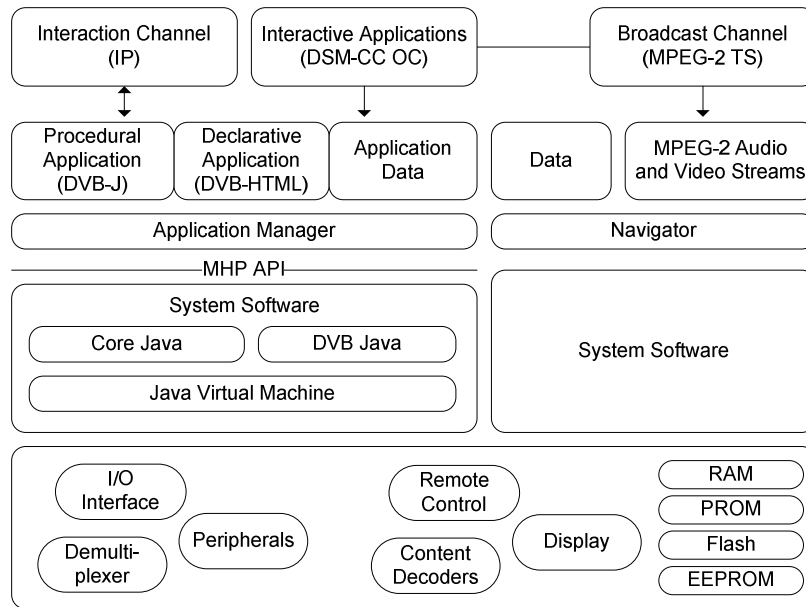 Interaction Channel
(IP)
Interactive Applications
(DSM-CC OC)
Broadcast Channel
(MPEG-2 TS)
Procedural
Application
(DVB-J)
Declarative
Application
(DVB-HTML)
Application
Data
Data
MPEG-2 Audio
and Video Streams
Application Manager
Navigator
MHP API
System Software
Core Java
DVB Java
Java Virtual Machine
System Software
I/O
Interface
Peripherals
Demulti-
plexer
Remote
Control
Content
Decoders
Display
RAM
PROM
Flash
EEPROM